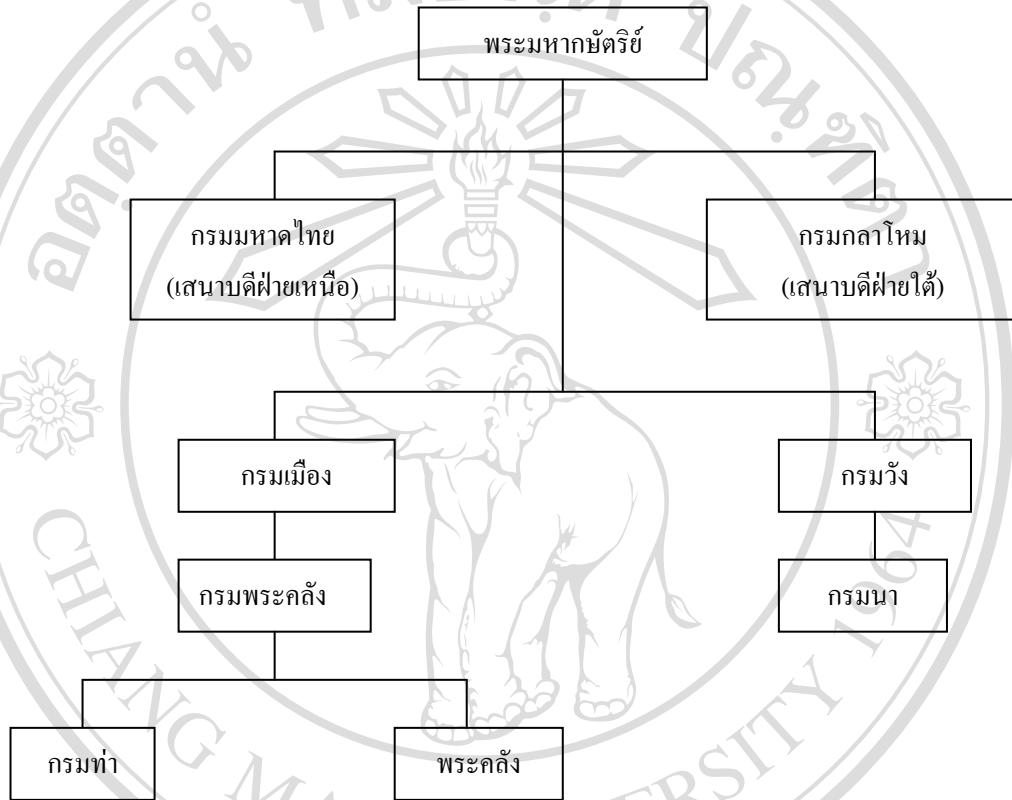 พระมหากษัตริย์
กรมมหาดไทย
(เสนาบดีฝ่ายเหนือ)
กรมกลาโหม
(เสนาบดีฝ่ายใต้)
กรมเมือง
กรมวัง
กรมพระคลัง
กรมนา
กรมท่า
พระคลัง
CHIANG MA ERSITY 1964